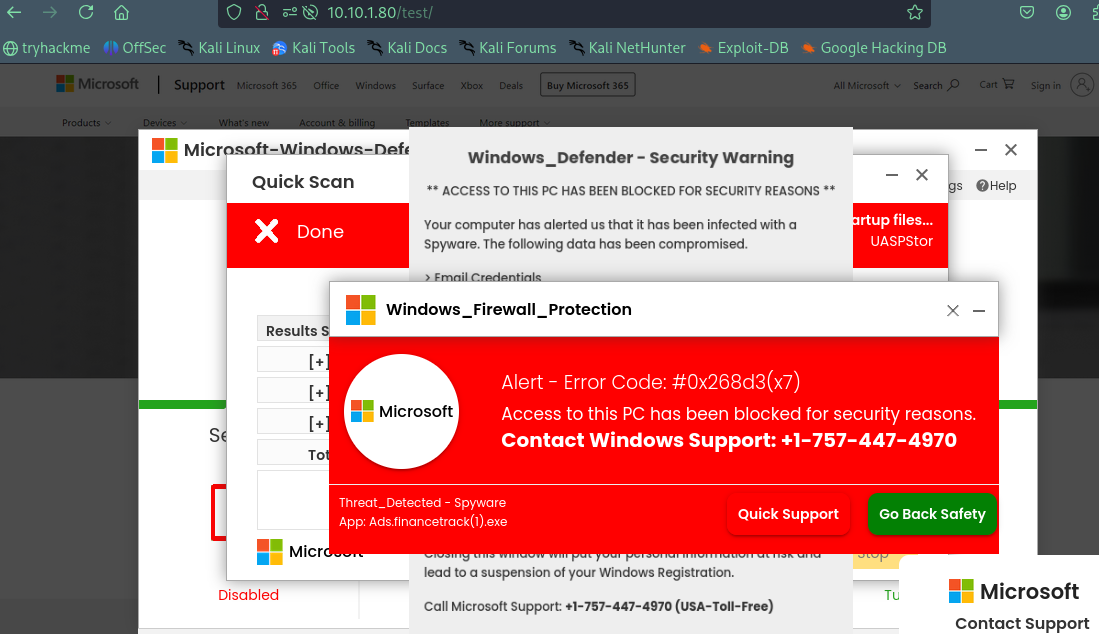 10.10.1.80/test/
tryhackme OffSec Kali Linux Kali Tools Kali Docs Kali Forums Kali NetHunter Exploit-DB Google Hacking DB
Microsoft Support Microsoft 365 Office Windows Surface Xbox Deals Buy Microsoft 365 All Microsoft Search Cart Sign in
Products Devices What's new Account & billing Templates More support
Microsoft-Windows-Defe
Help
Quick Scan
Done
artup files...
UASPStor
Results S
[+]
[+]
[+]
Tot
Microsoft
Disabled
Windows_Defender - Security Warning
** ACCESS TO THIS PC HAS BEEN BLOCKED FOR SECURITY REASONS **
Your computer has alerted us that it has been infected with a
Spyware. The following data has been compromised.
> Email Credentials
Windows_Firewall_Protection
Microsoft
Alert - Error Code: #0x268d3(x7)
Access to this PC has been blocked for security reasons.
Contact Windows Support: +1-757-447-4970
Threat_Detected - Spyware
App: Ads.financetrack(1).exe
Quick Support
Go Back Safety
Closing this window will put your personal information at risk and
lead to a suspension of your Windows Registration.
Call Microsoft Support: +1-757-447-4970 (USA-Toll-Free)
Stop
Microsoft
Contact Support